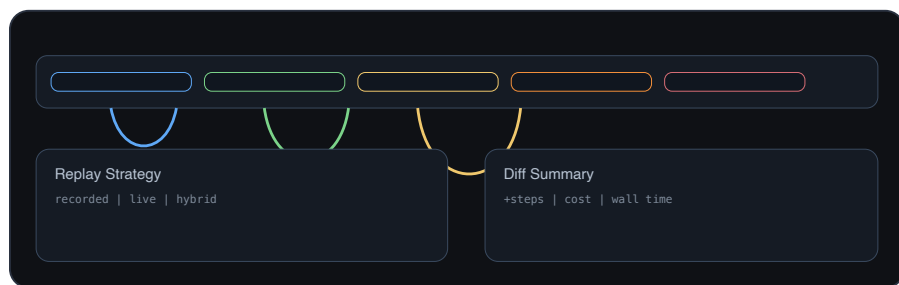 Replay Strategy
recorded | live | hybrid
Diff Summary
+steps | cost | wall time